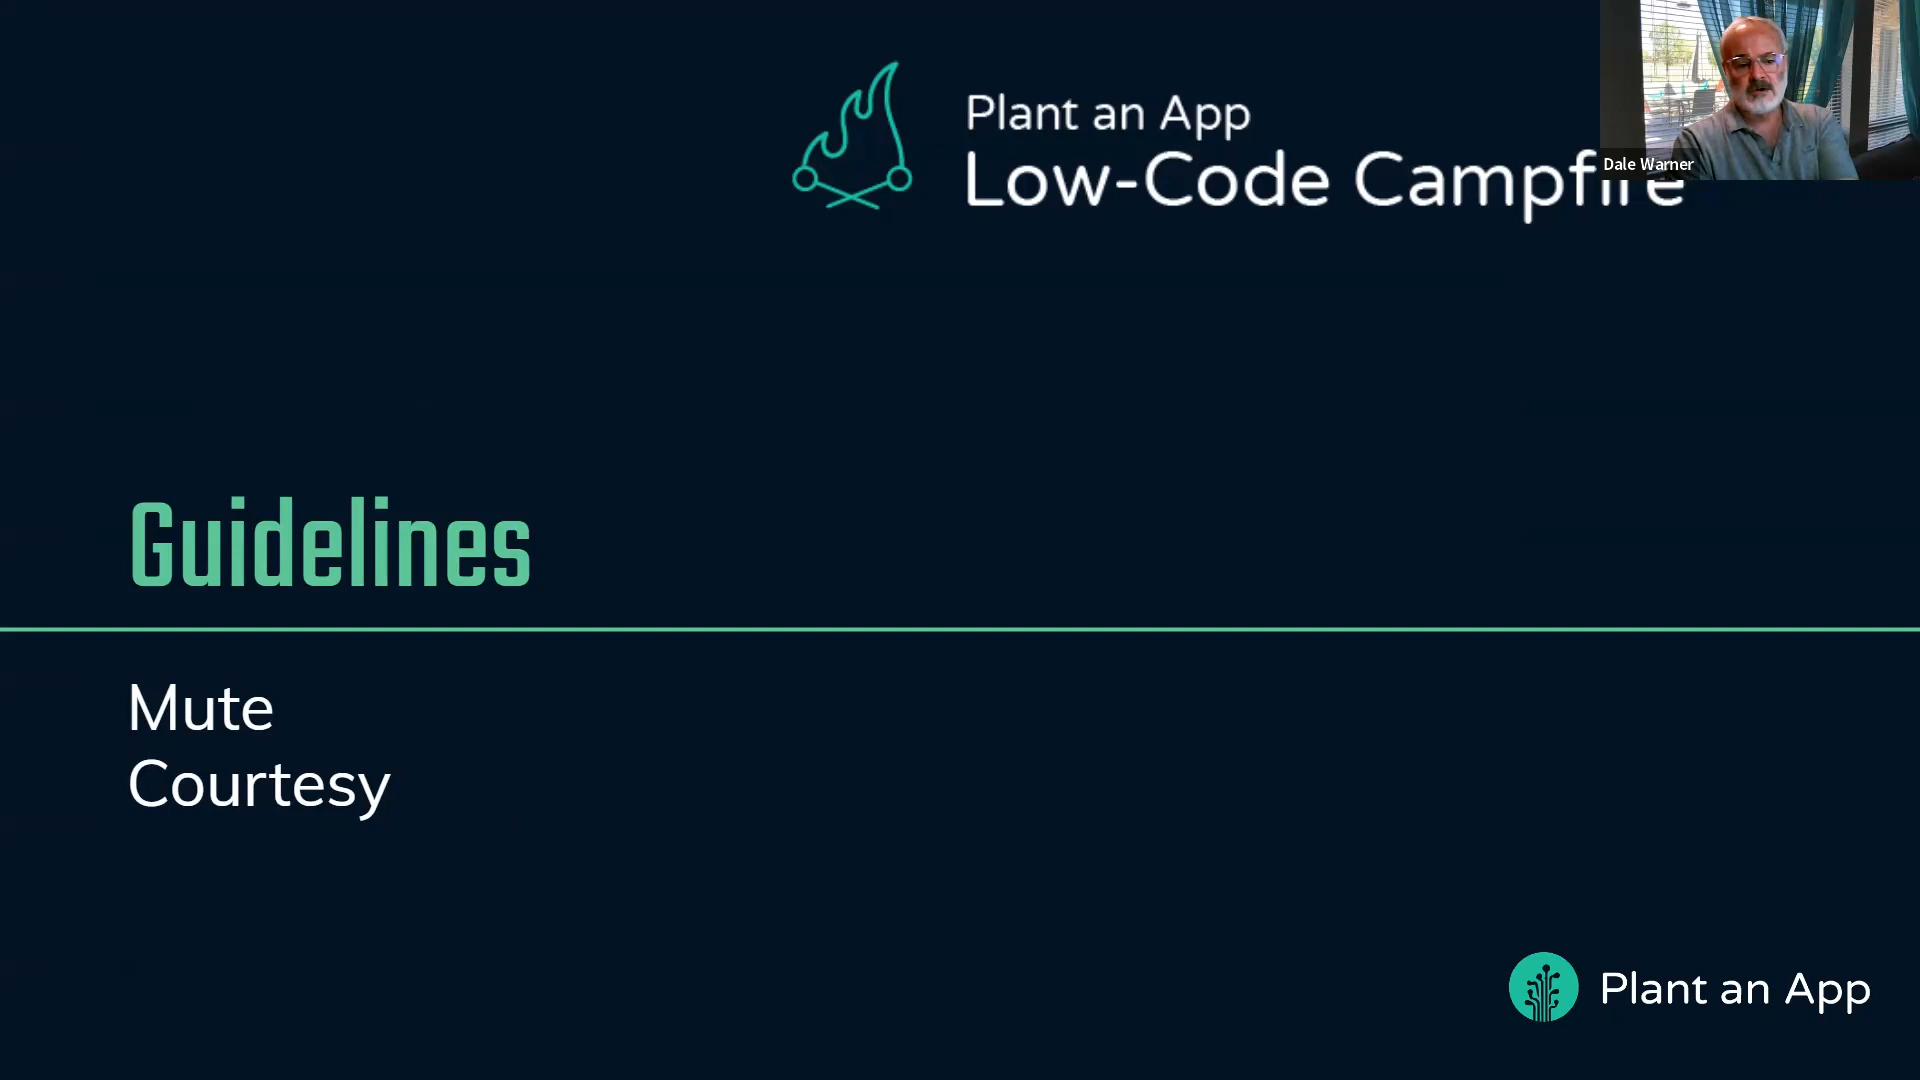 Plant an App
Low-Code Campfire
Dale Warner
Guidelines
Mute
Courtesy
Plant an App